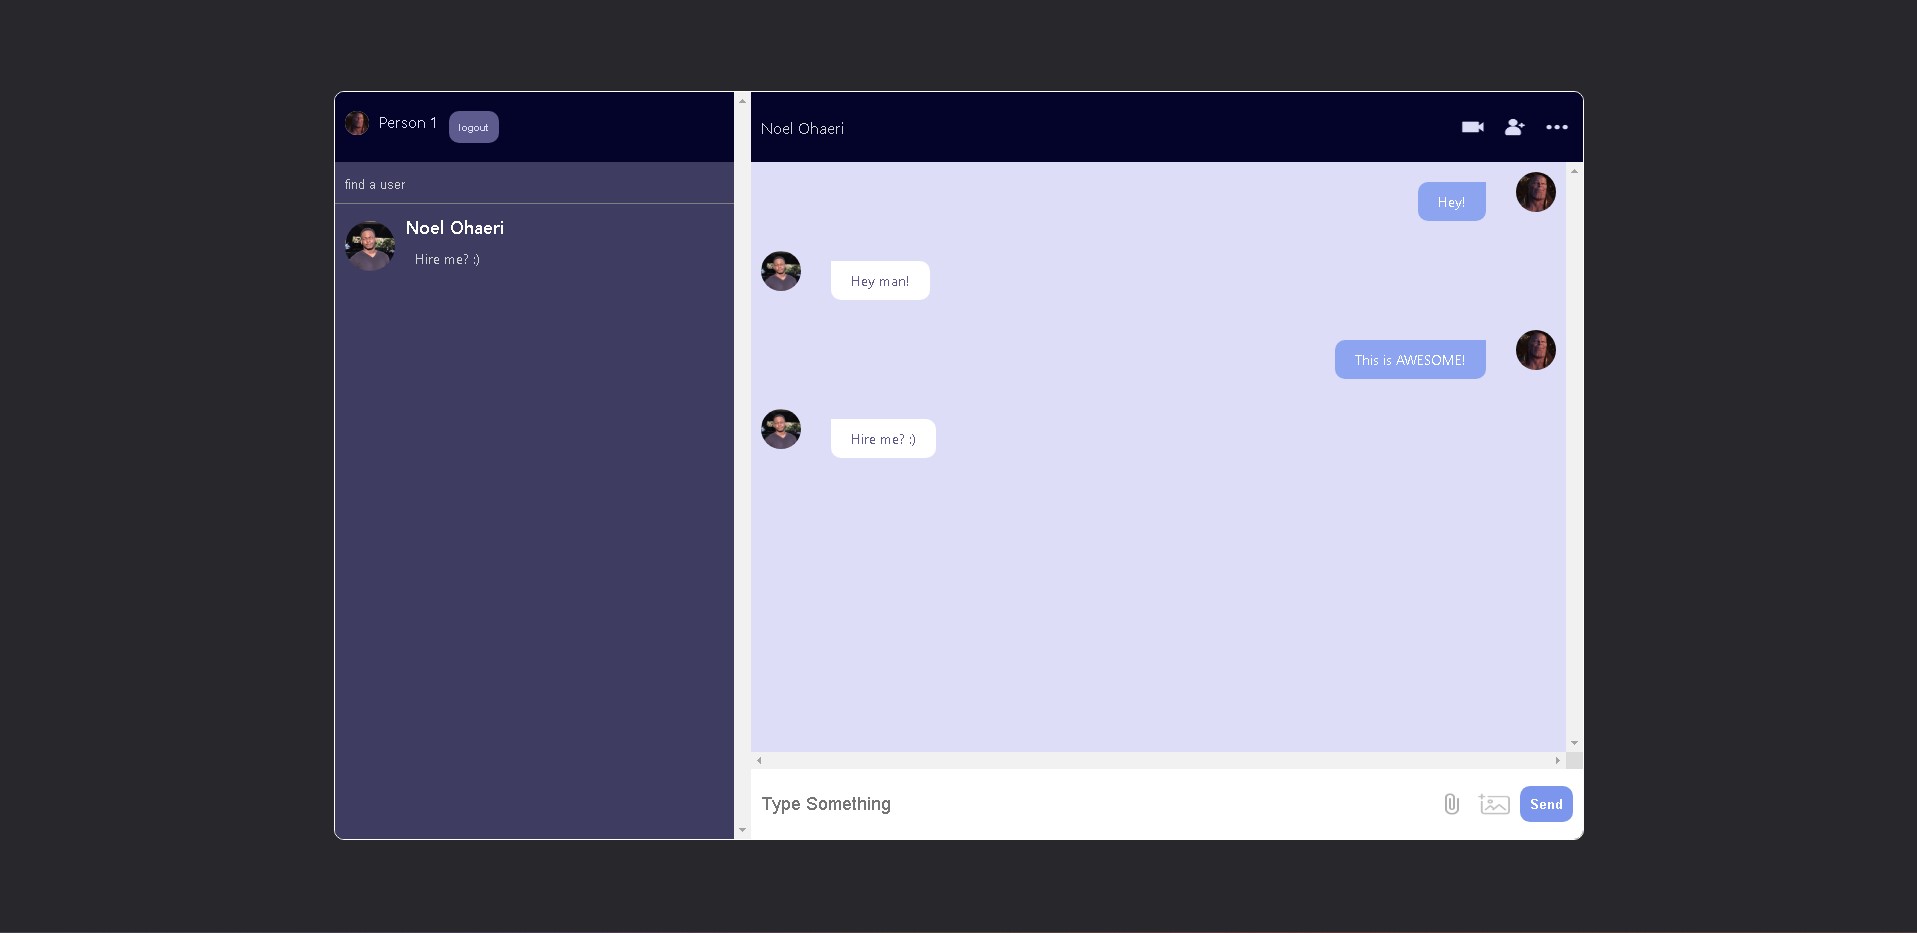 Person 1
logout
find a user
Noel Ohaeri
Hire me? :)
Noel Ohaeri
Hey!
Hey man!
This is AWESOME!
Hire me? :)
Type Something
Send